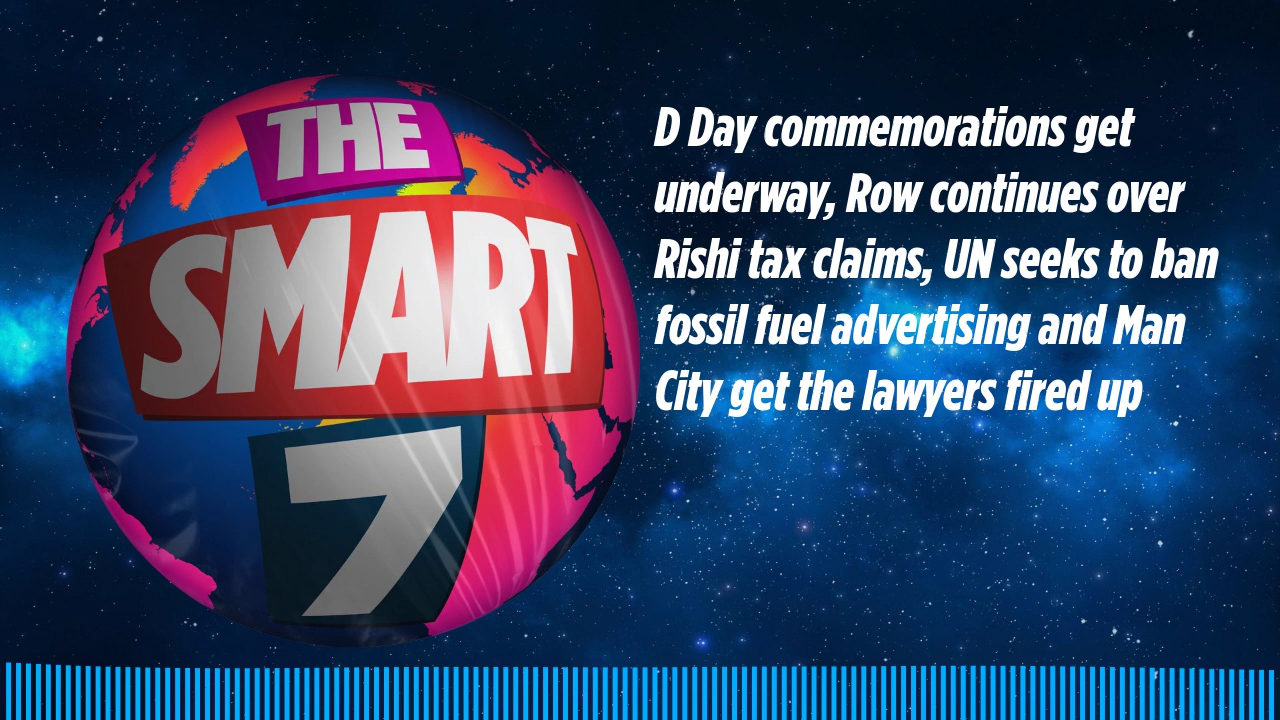 THE
SMART
7
D Day commemorations get
underway, Row continues over
Rishi tax claims, UN seeks to ban
fossil fuel advertising and Man
City get the lawyers fired up